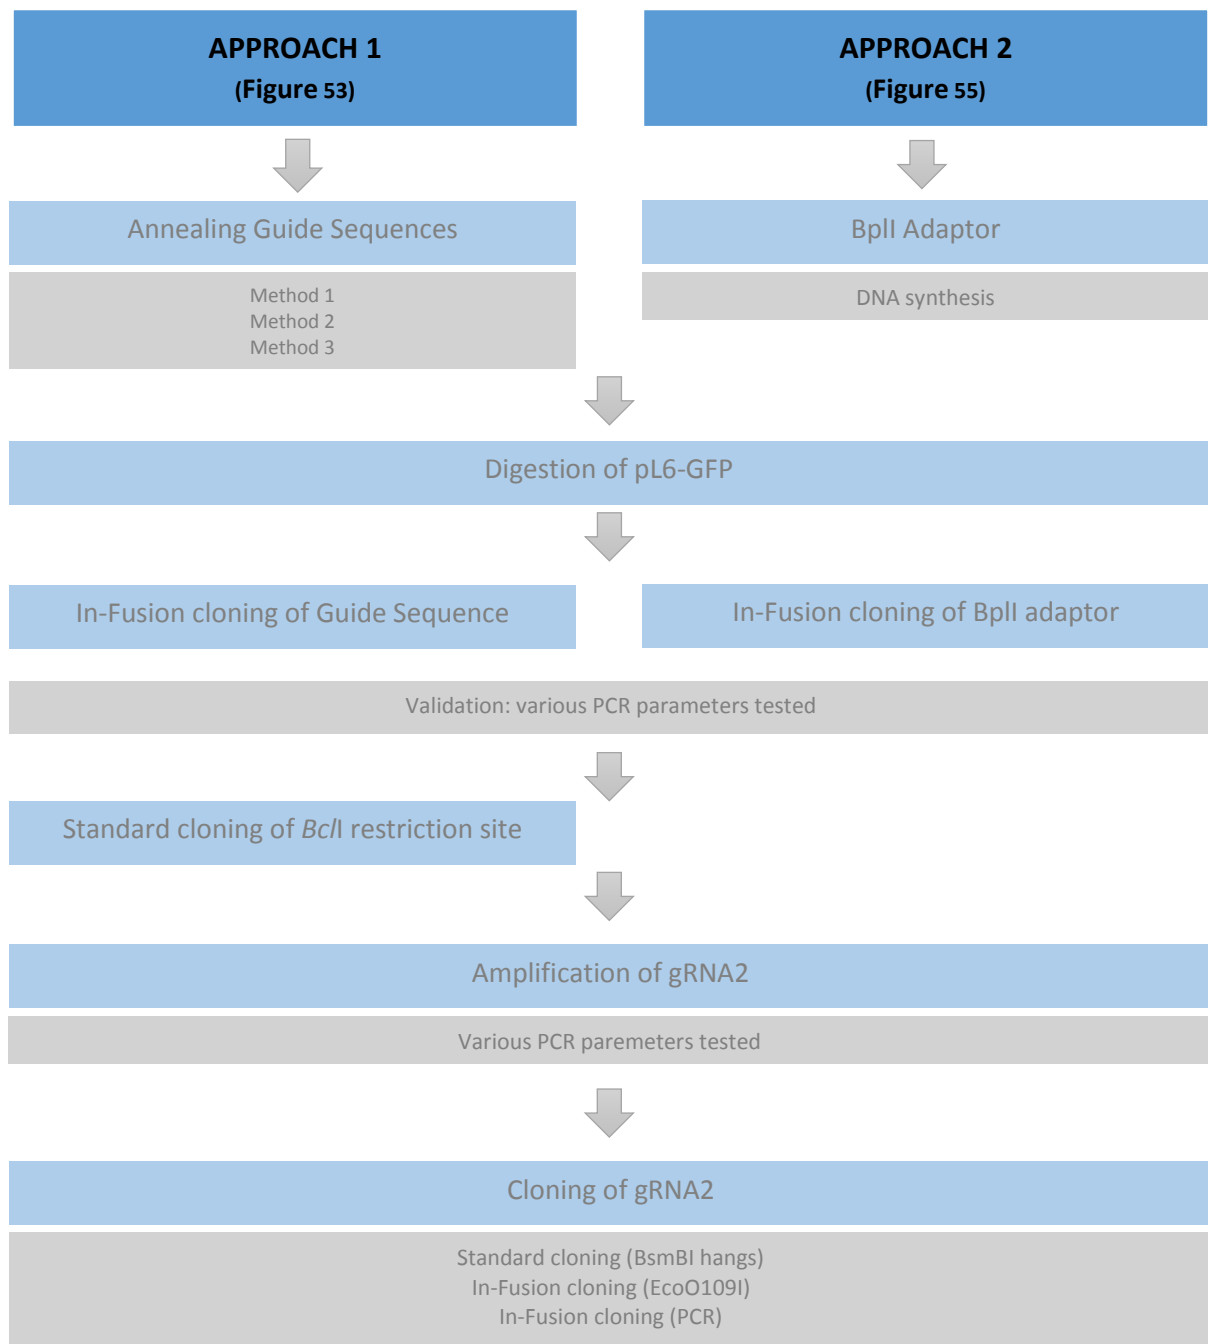 APPROACH 1
(Figure 53)
APPROACH 2
(Figure 55)
Annealing Guide Sequences
BplI Adaptor
Method 1
Method 2
Method 3
DNA synthesis
Digestion of pL6-GFP
In-Fusion cloning of Guide Sequence
In-Fusion cloning of BplI adaptor
Validation: various PCR parameters tested
Standard cloning of BclI restriction site
Amplification of gRNA2
Various PCR paremeters tested
Cloning of gRNA2
Standard cloning (BsmBI hangs)
In-Fusion cloning (EcoO109I)
In-Fusion cloning (PCR)